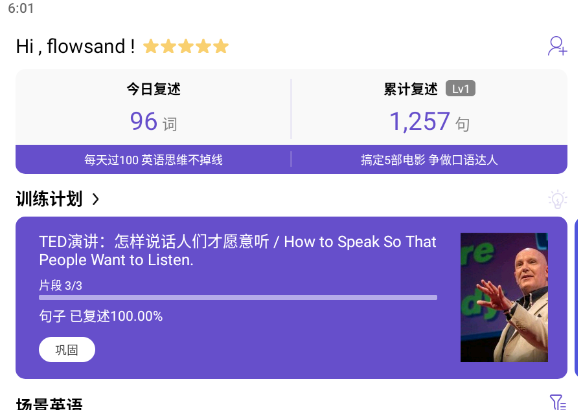 6:01
Hi , flowsand !
今日复述
累计复述 Lv1
96 词
1,257 句
每天过100 英语思维不掉线
搞定5部电影 争做口语达人
训练计划
TED演讲：怎样说话人们才愿意听 / How to Speak So That
People Want to Listen.
片段 3/3
句子 已复述100.00%
巩固
场景英语